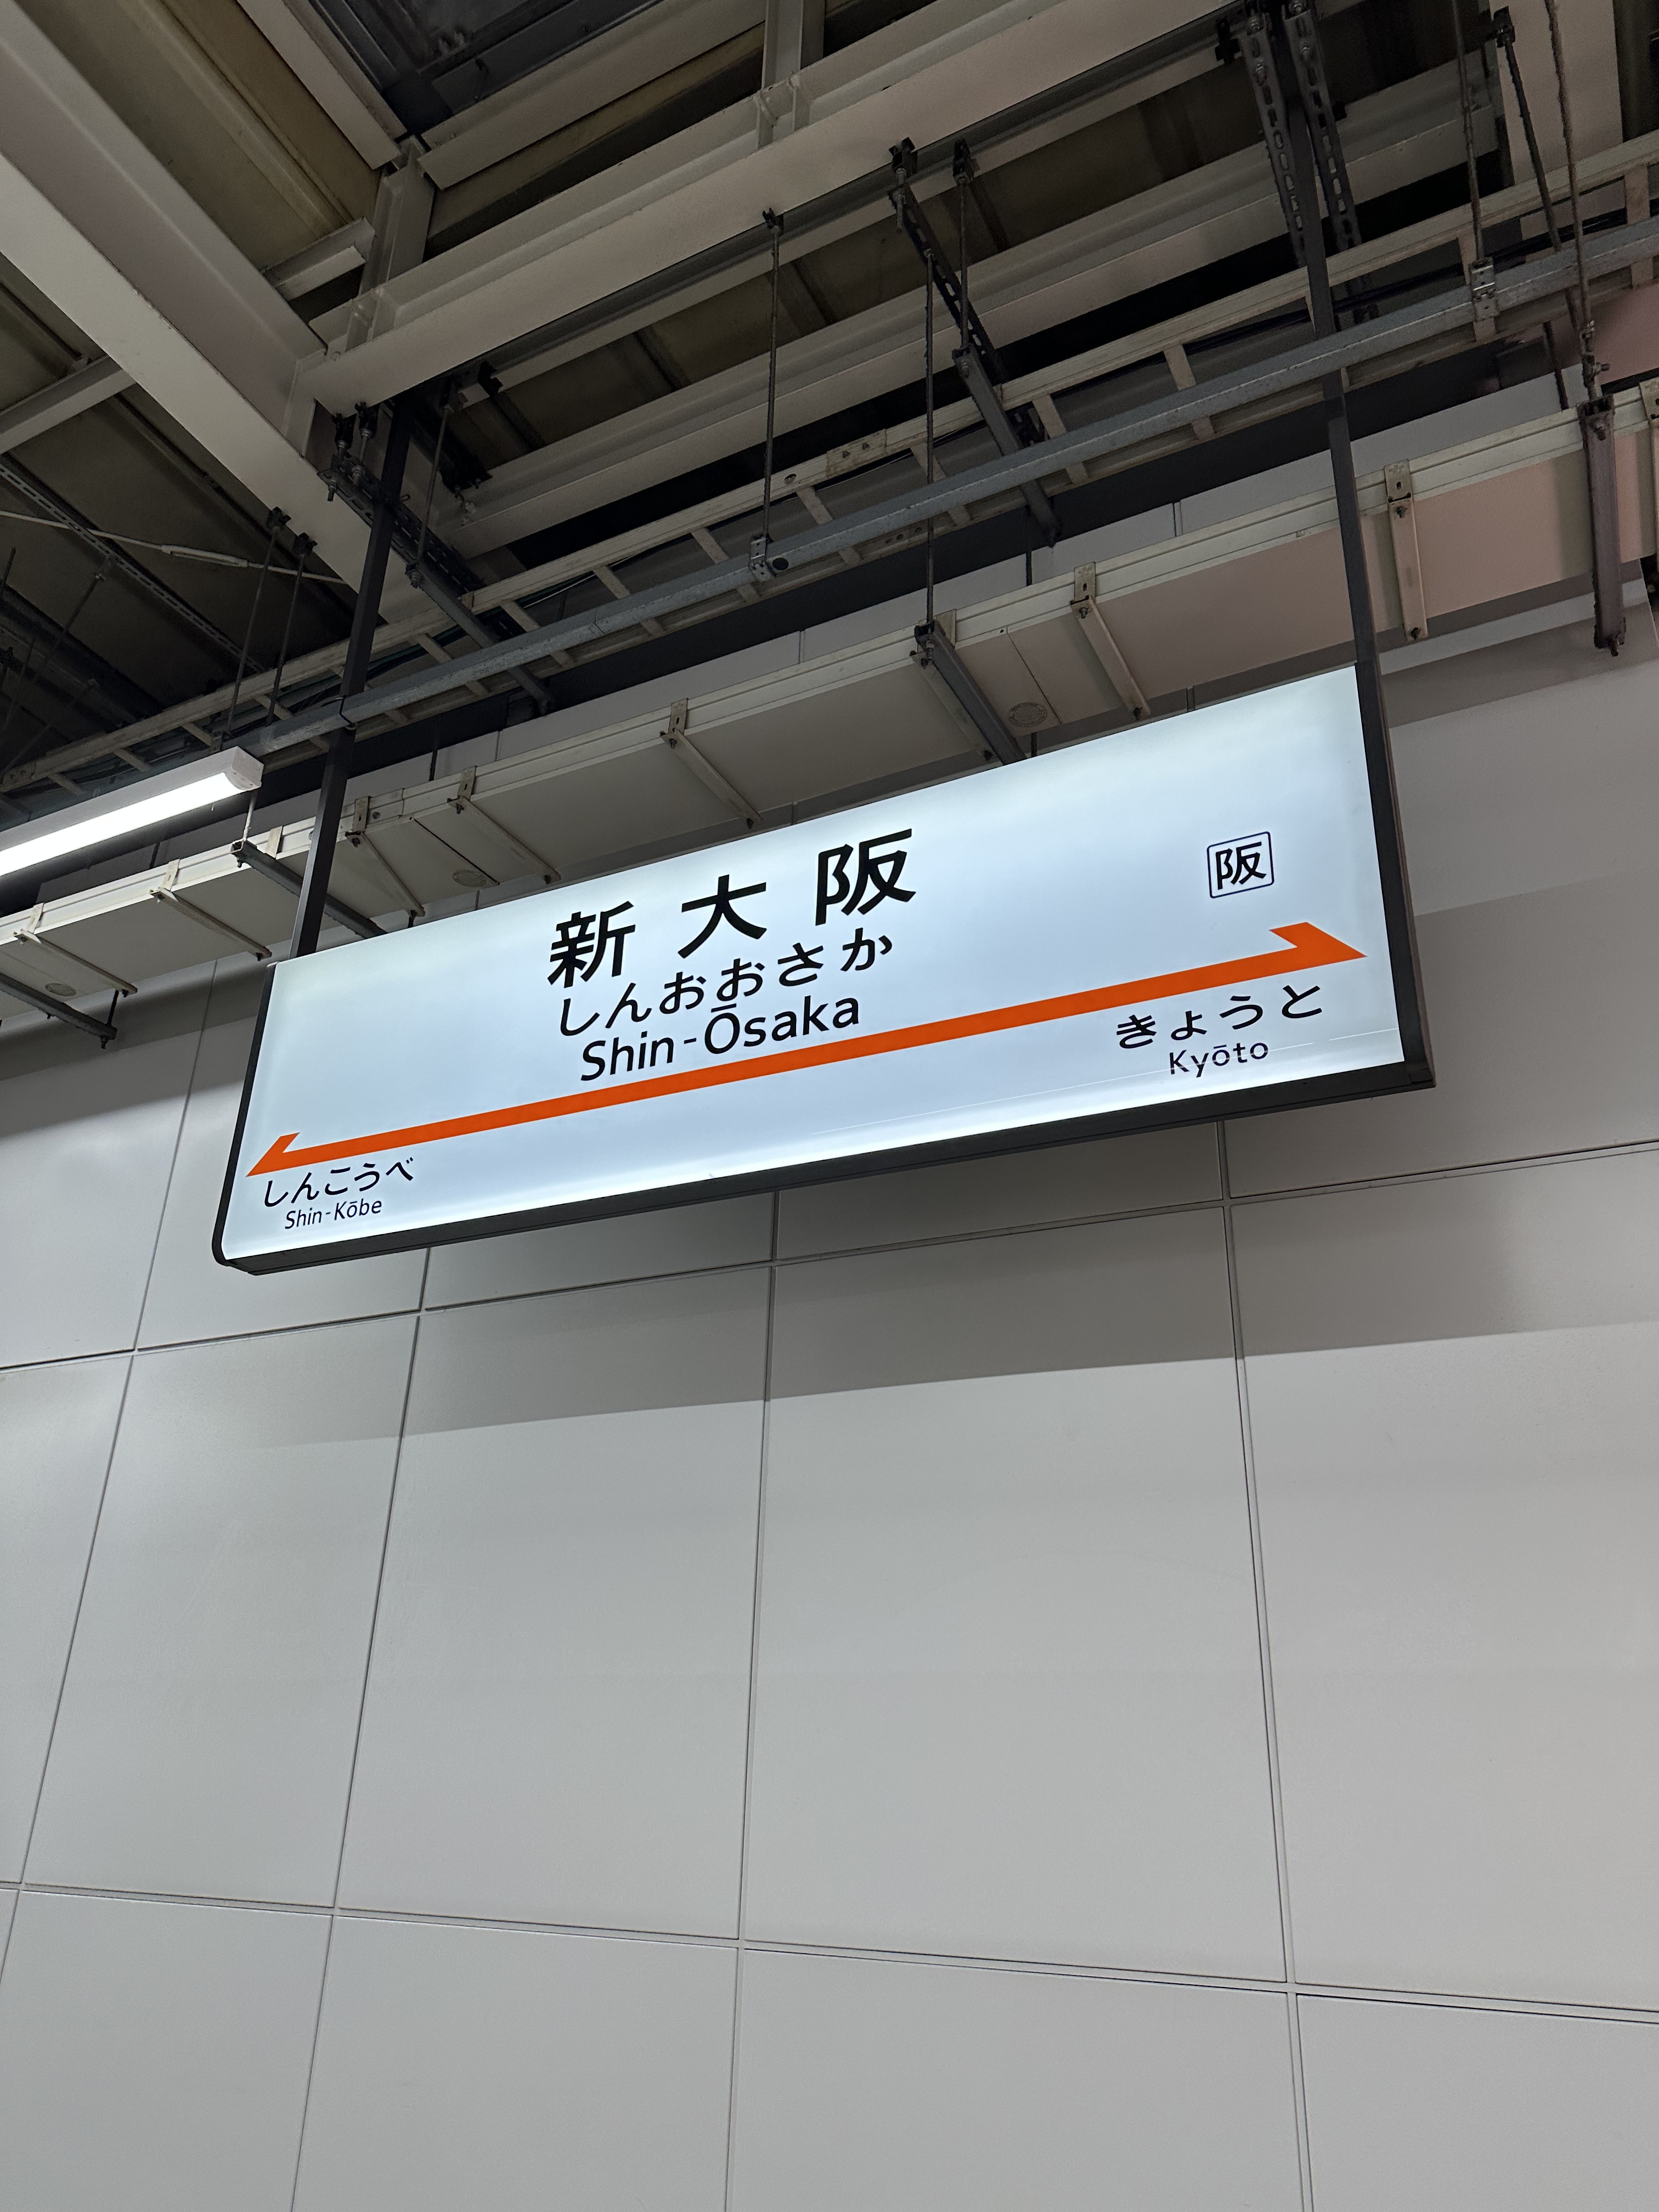 新大阪
しんおおさか
Shin-Ōsaka
阪
しんこうべ
Shin-Kōbe
きょうと
Kyōto